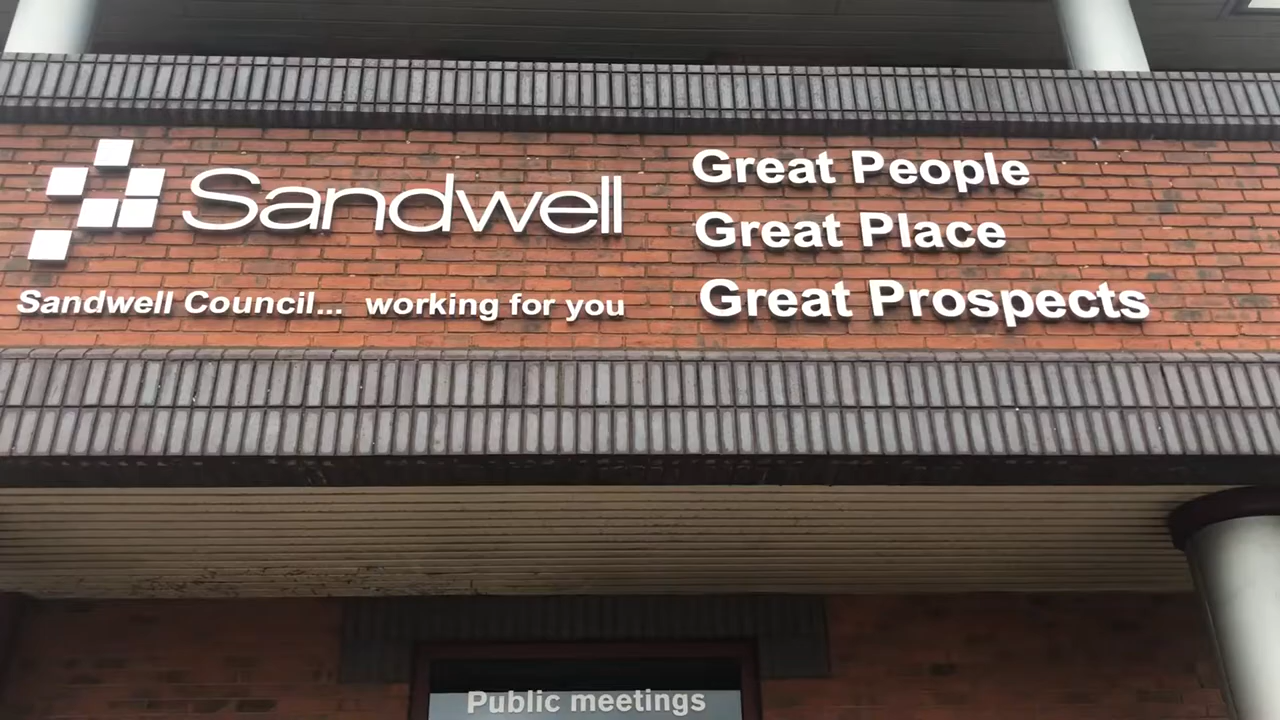 Sandwell
Sandwell Council... working for you
Great People
Great Place
Great Prospects
Public meetings